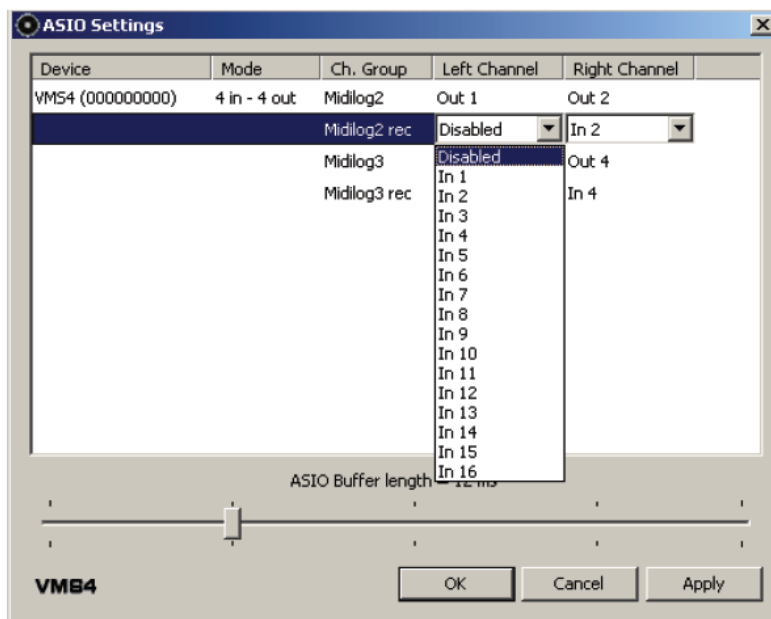 ASIO Settings
Device Mode Ch. Group Left Channel Right Channel
VMS4 (000000000) 4 in - 4 out Midilog2 Out 1 Out 2
Midilog2 rec Disabled In 2
Midilog3 Disabled Out 4
Midilog3 rec In 1 In 4
In 2
In 3
In 4
In 5
In 6
In 7
In 8
In 9
In 10
In 11
In 12
In 13
In 14
In 15
In 16
ASIO Buffer length = 12 ms
VMS4 OK Cancel Apply